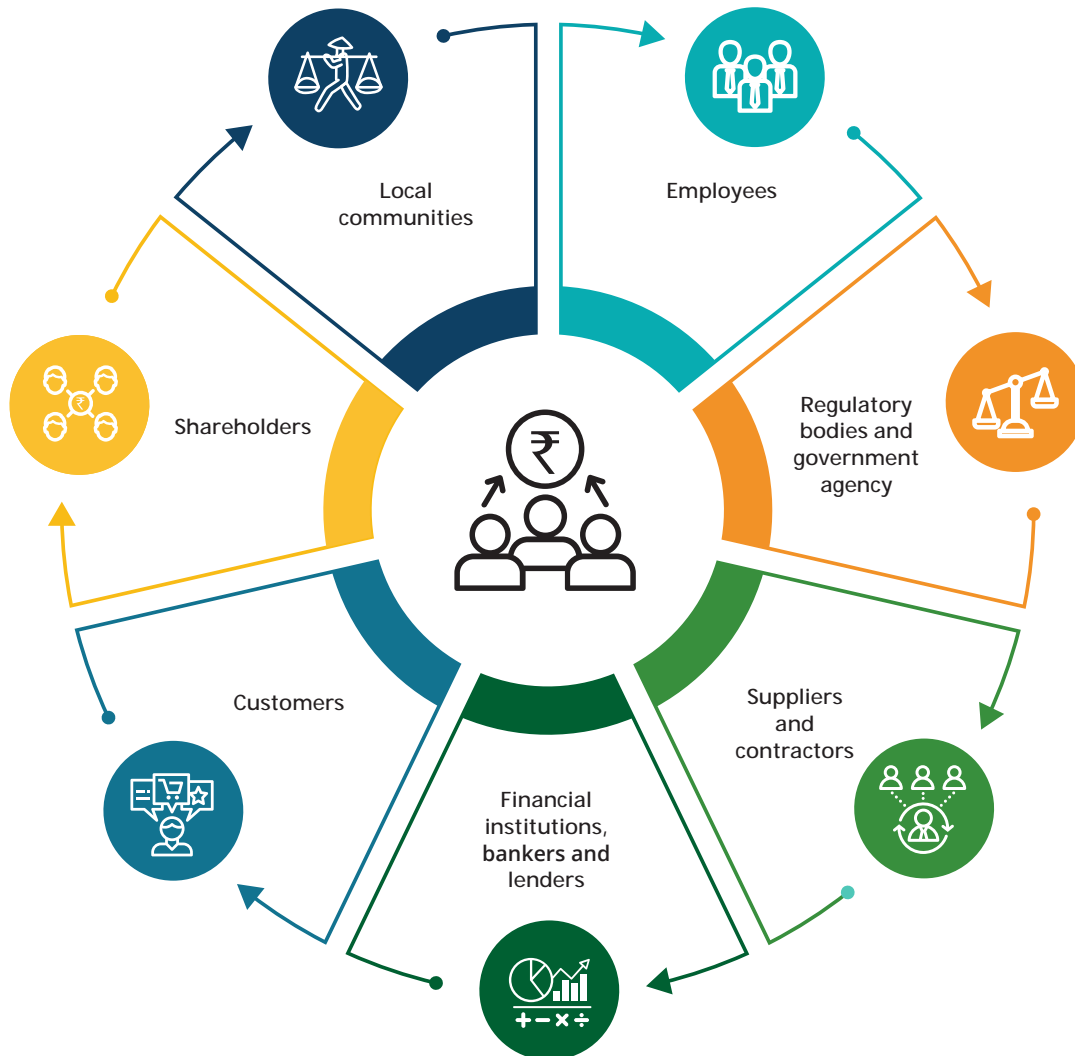 Local
communities
Employees
Shareholders
₹
Regulatory
bodies and
government
agency
₹
Customers
Suppliers
and
contractors
Financial
institutions,
bankers and
lenders
+ − × ÷